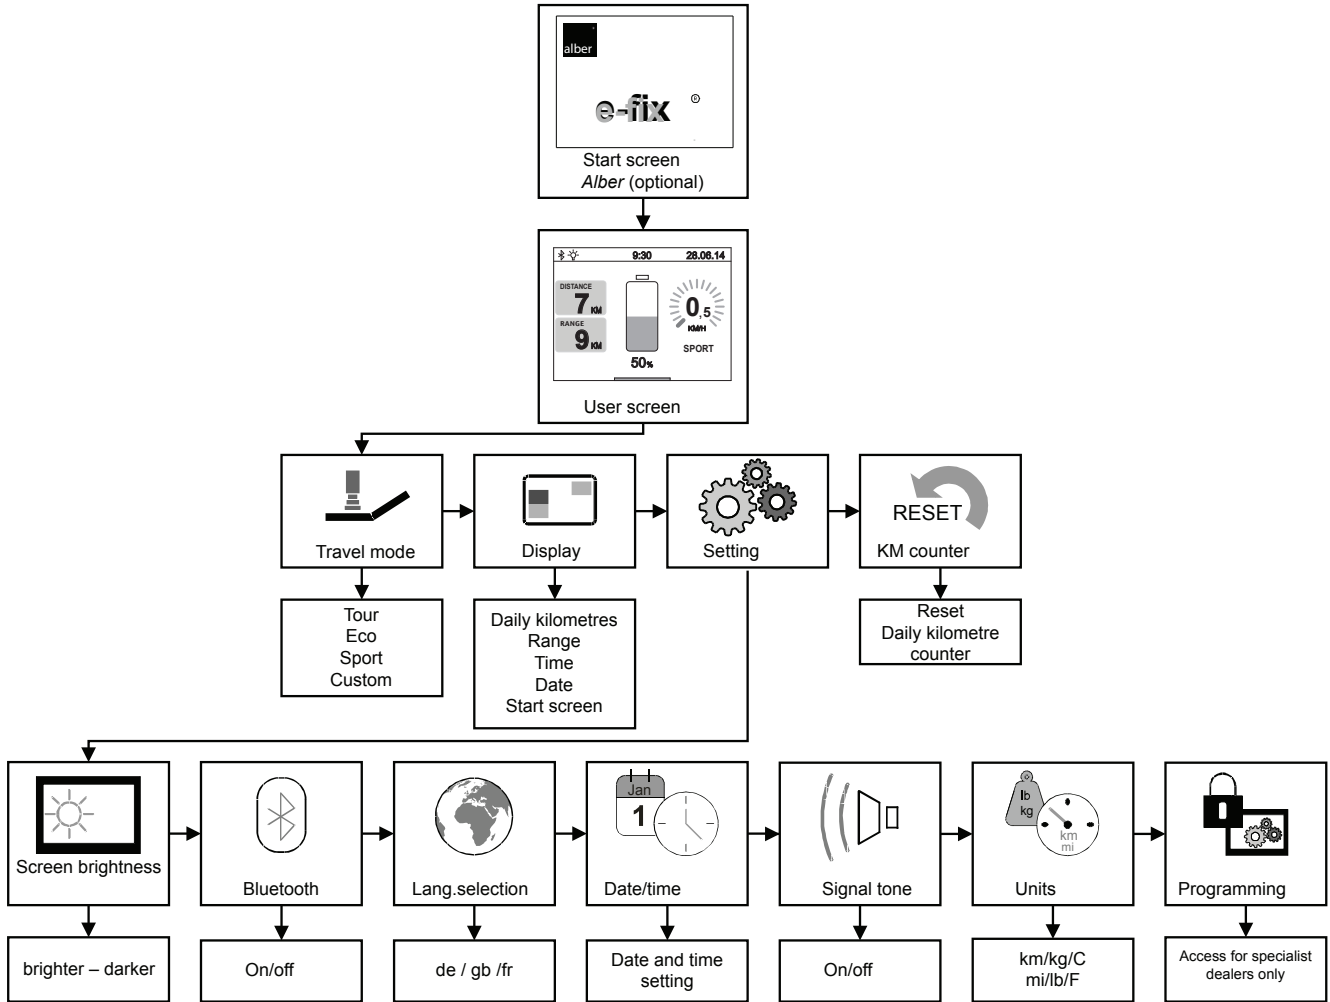 alber
e-fix ®
Start screen
Alber (optional)
9:30 28.06.14
DISTANCE
7 KM
RANGE
9 KM
50%
0,5
KM/H
SPORT
User screen
Travel mode
Display
Setting
RESET
KM counter
Tour
Eco
Sport
Custom
Daily kilometres
Range
Time
Date
Start screen
Reset
Daily kilometre
counter
Screen brightness
Bluetooth
Lang.selection
Jan
1
Date/time
Signal tone
lb
kg
km
mi
Units
Programming
brighter – darker
On/off
de / gb /fr
Date and time
setting
On/off
km/kg/C
mi/lb/F
Access for specialist
dealers only